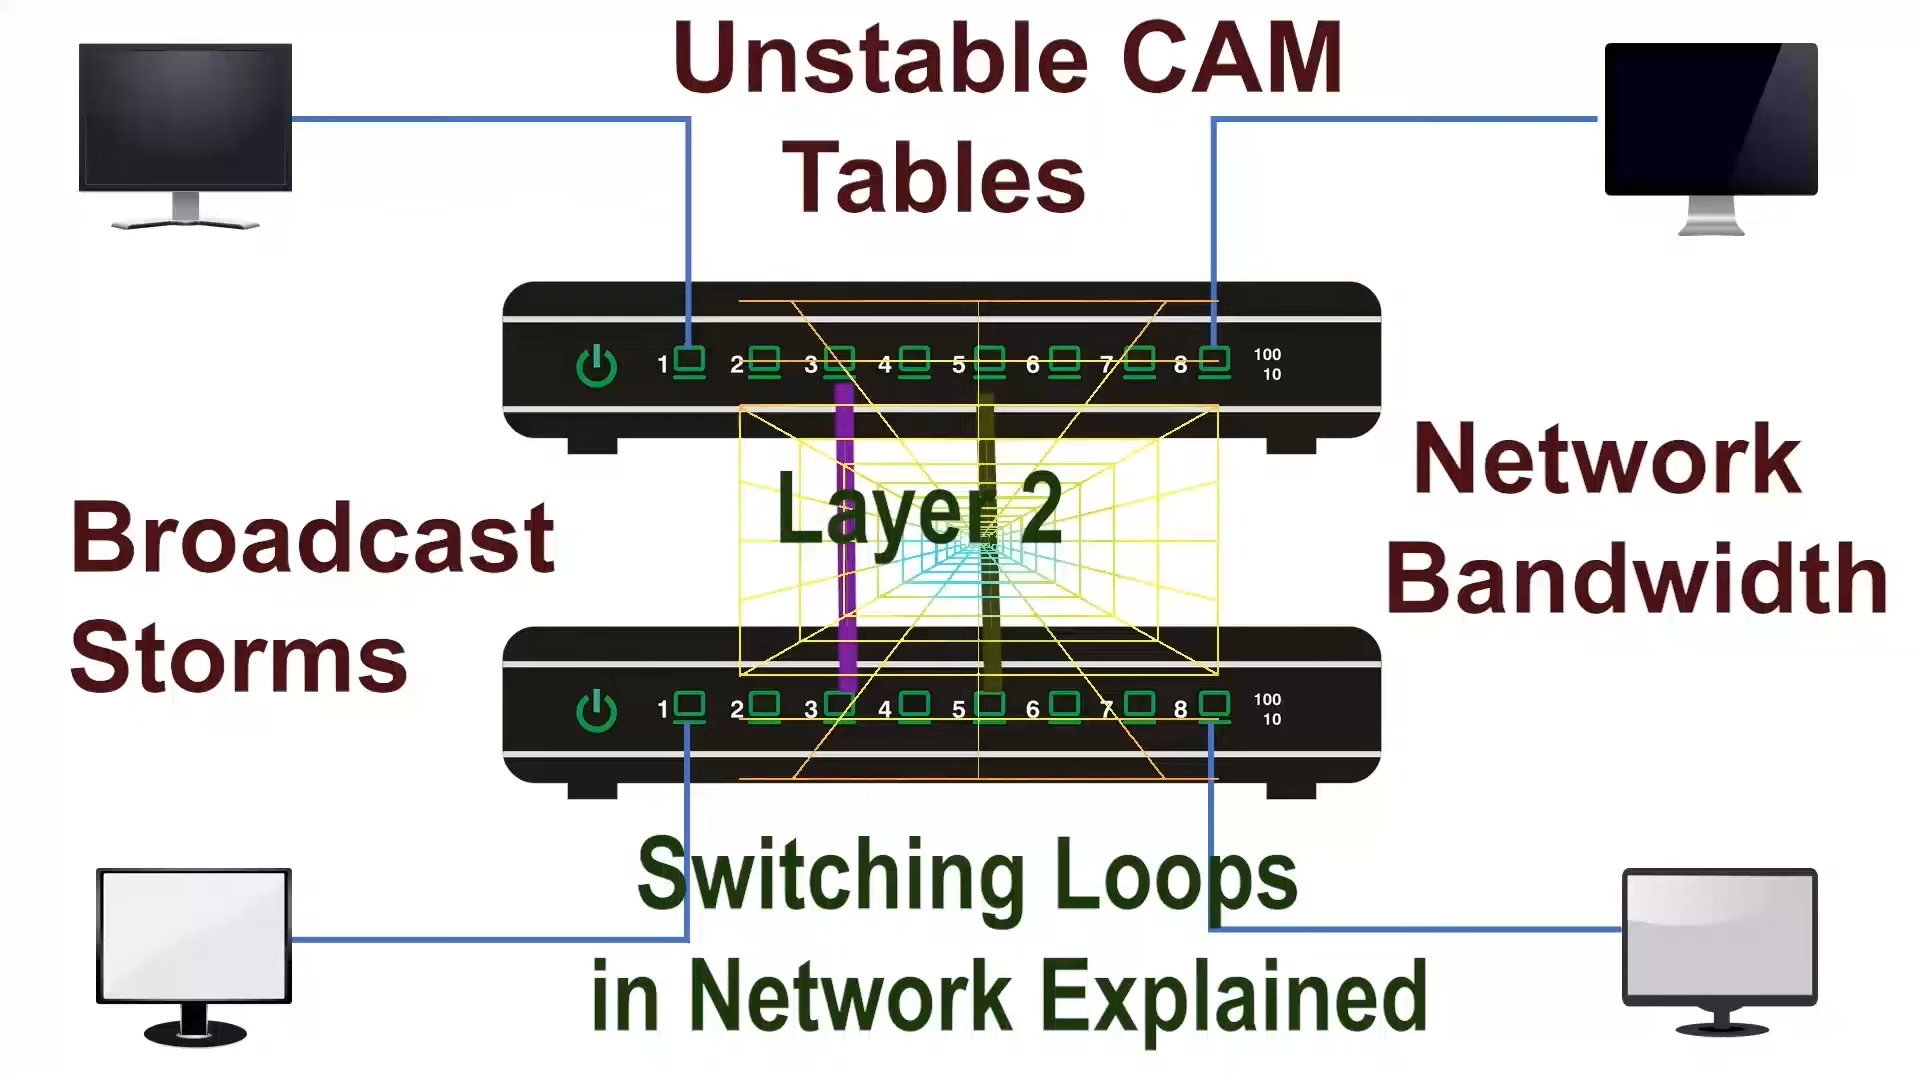 Unstable CAM
Tables
1 2 3 4 5 6 7 8 100
10
Layer 2
Broadcast
Storms
Network
Bandwidth
1 2 3 4 5 6 7 8 100
10
Switching Loops
in Network Explained